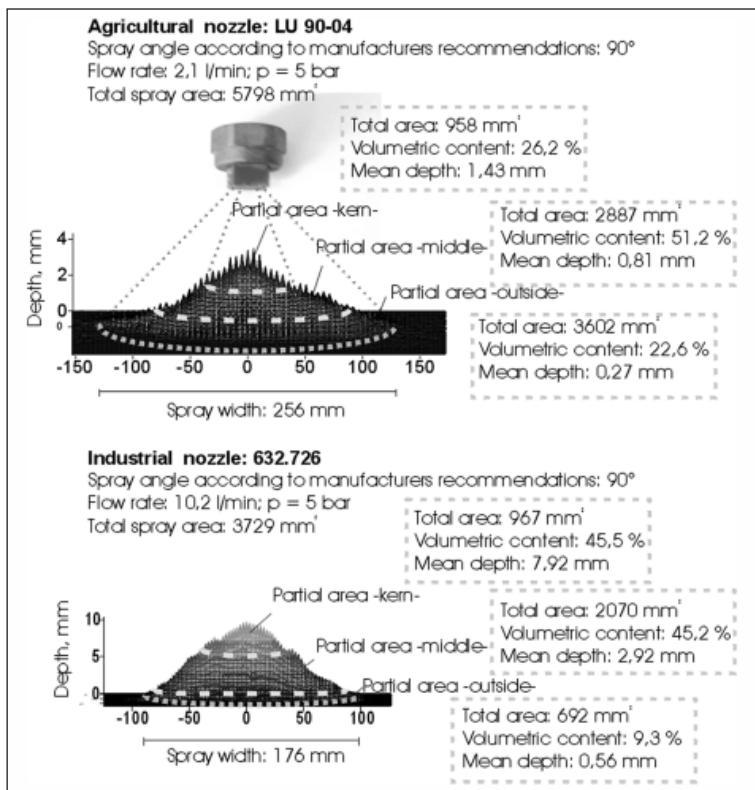 Agricultural nozzle: LU 90-04
Spray angle according to manufacturers recommendations: 90°
Flow rate: 2,1 l/min; p = 5 bar
Total spray area: 5798 mm²
Total area: 958 mm²
Volumetric content: 26,2 %
Mean depth: 1,43 mm
Partial area -kern-
Total area: 2887 mm²
Volumetric content: 51,2 %
Mean depth: 0,81 mm
Partial area -middle-
Partial area -outside-
Total area: 3602 mm²
Volumetric content: 22,6 %
Mean depth: 0,27 mm
Depth, mm
4
2
0
0
-150 -100 -50 0 50 100 150
Spray width: 256 mm
Industrial nozzle: 632.726
Spray angle according to manufacturers recommendations: 90°
Flow rate: 10,2 l/min; p = 5 bar
Total spray area: 3729 mm²
Total area: 967 mm²
Volumetric content: 45,5 %
Mean depth: 7,92 mm
Partial area -kern-
Total area: 2070 mm²
Volumetric content: 45,2 %
Mean depth: 2,92 mm
Partial area -middle-
Partial area -outside-
Total area: 692 mm²
Volumetric content: 9,3 %
Mean depth: 0,56 mm
Depth, mm
10
5
0
-100 -50 0 50 100
Spray width: 176 mm